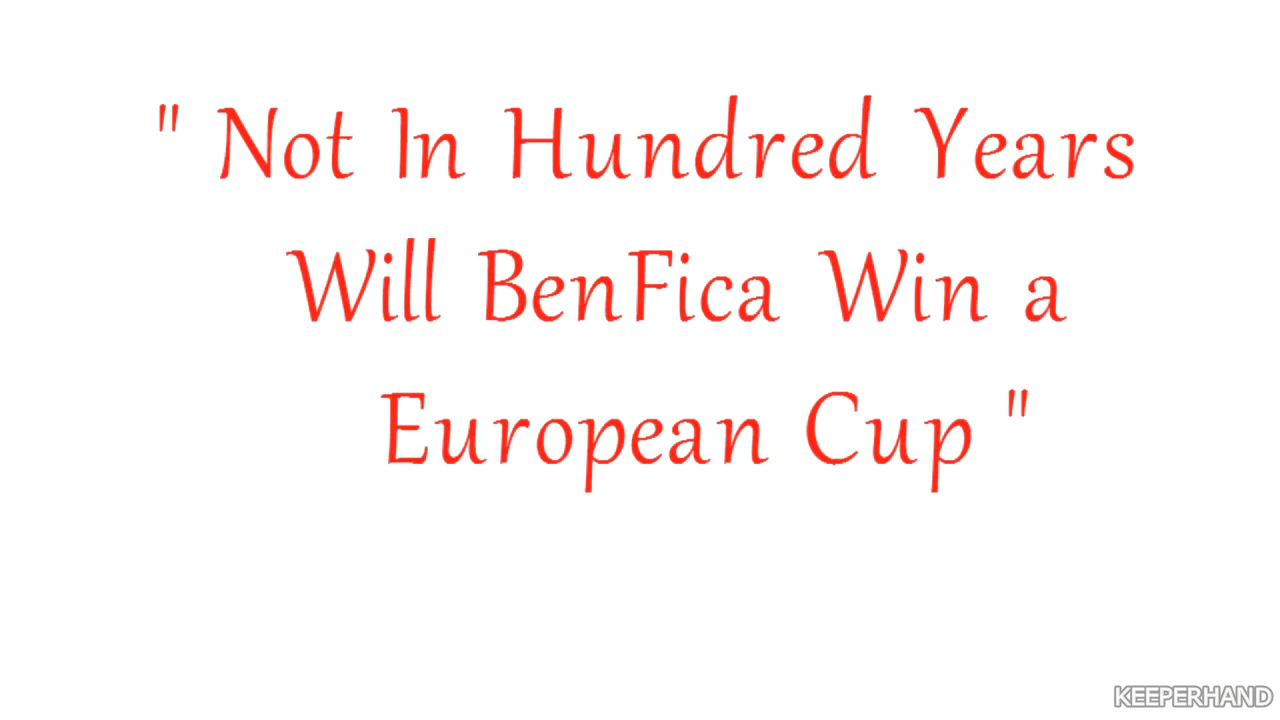 " Not In Hundred Years
Will BenFica Win a
European Cup "
KEEPERHAND